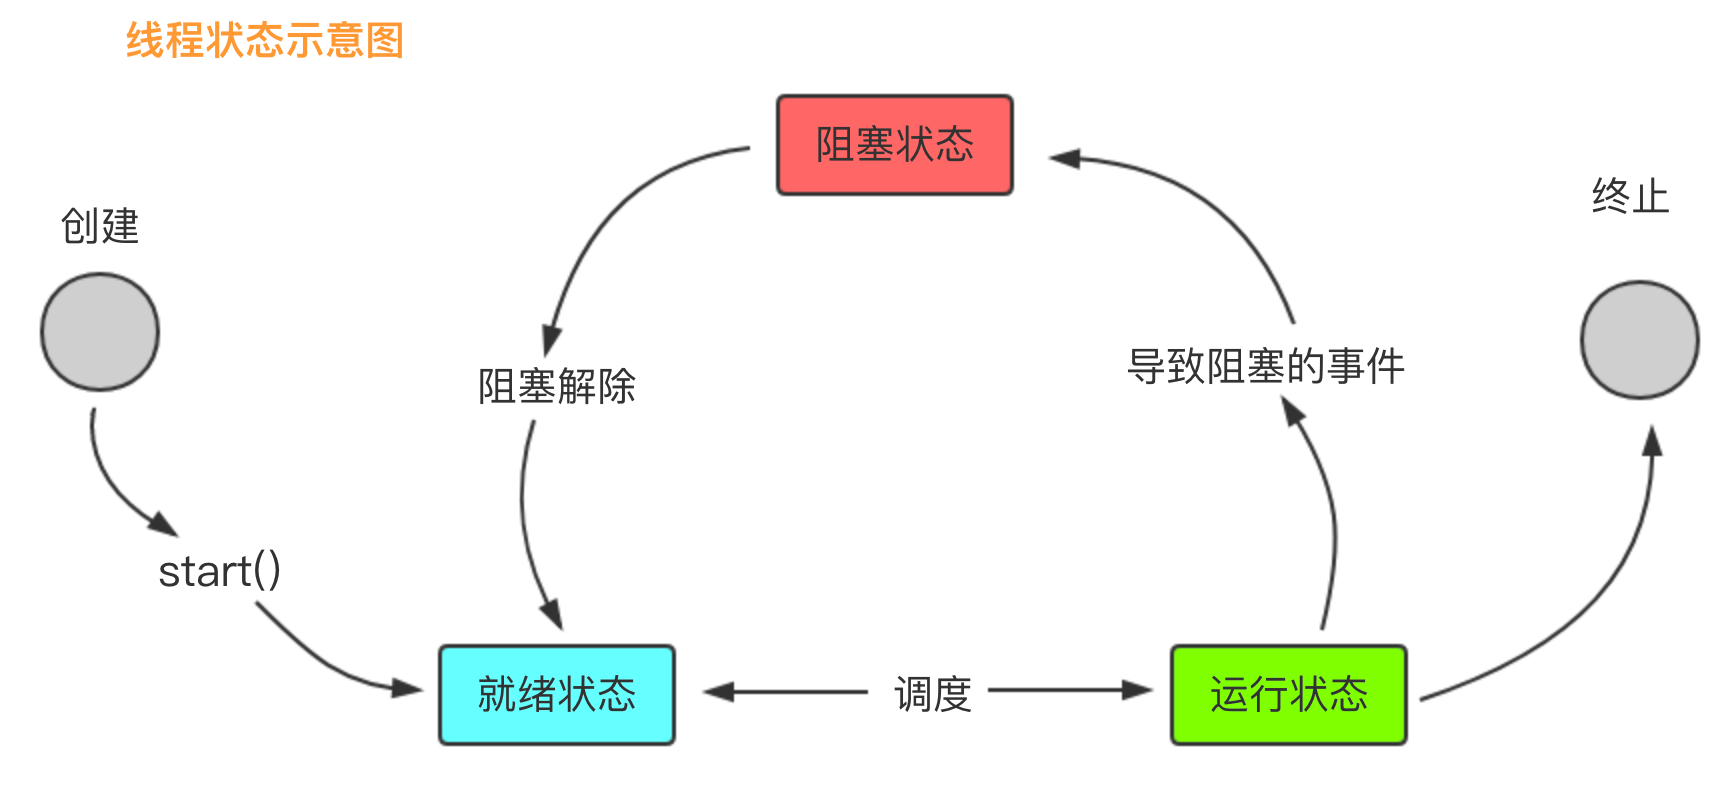 线程状态示意图
阻塞状态
创建
终止
导致阻塞的事件
阻塞解除
start()
就绪状态
调度
运行状态